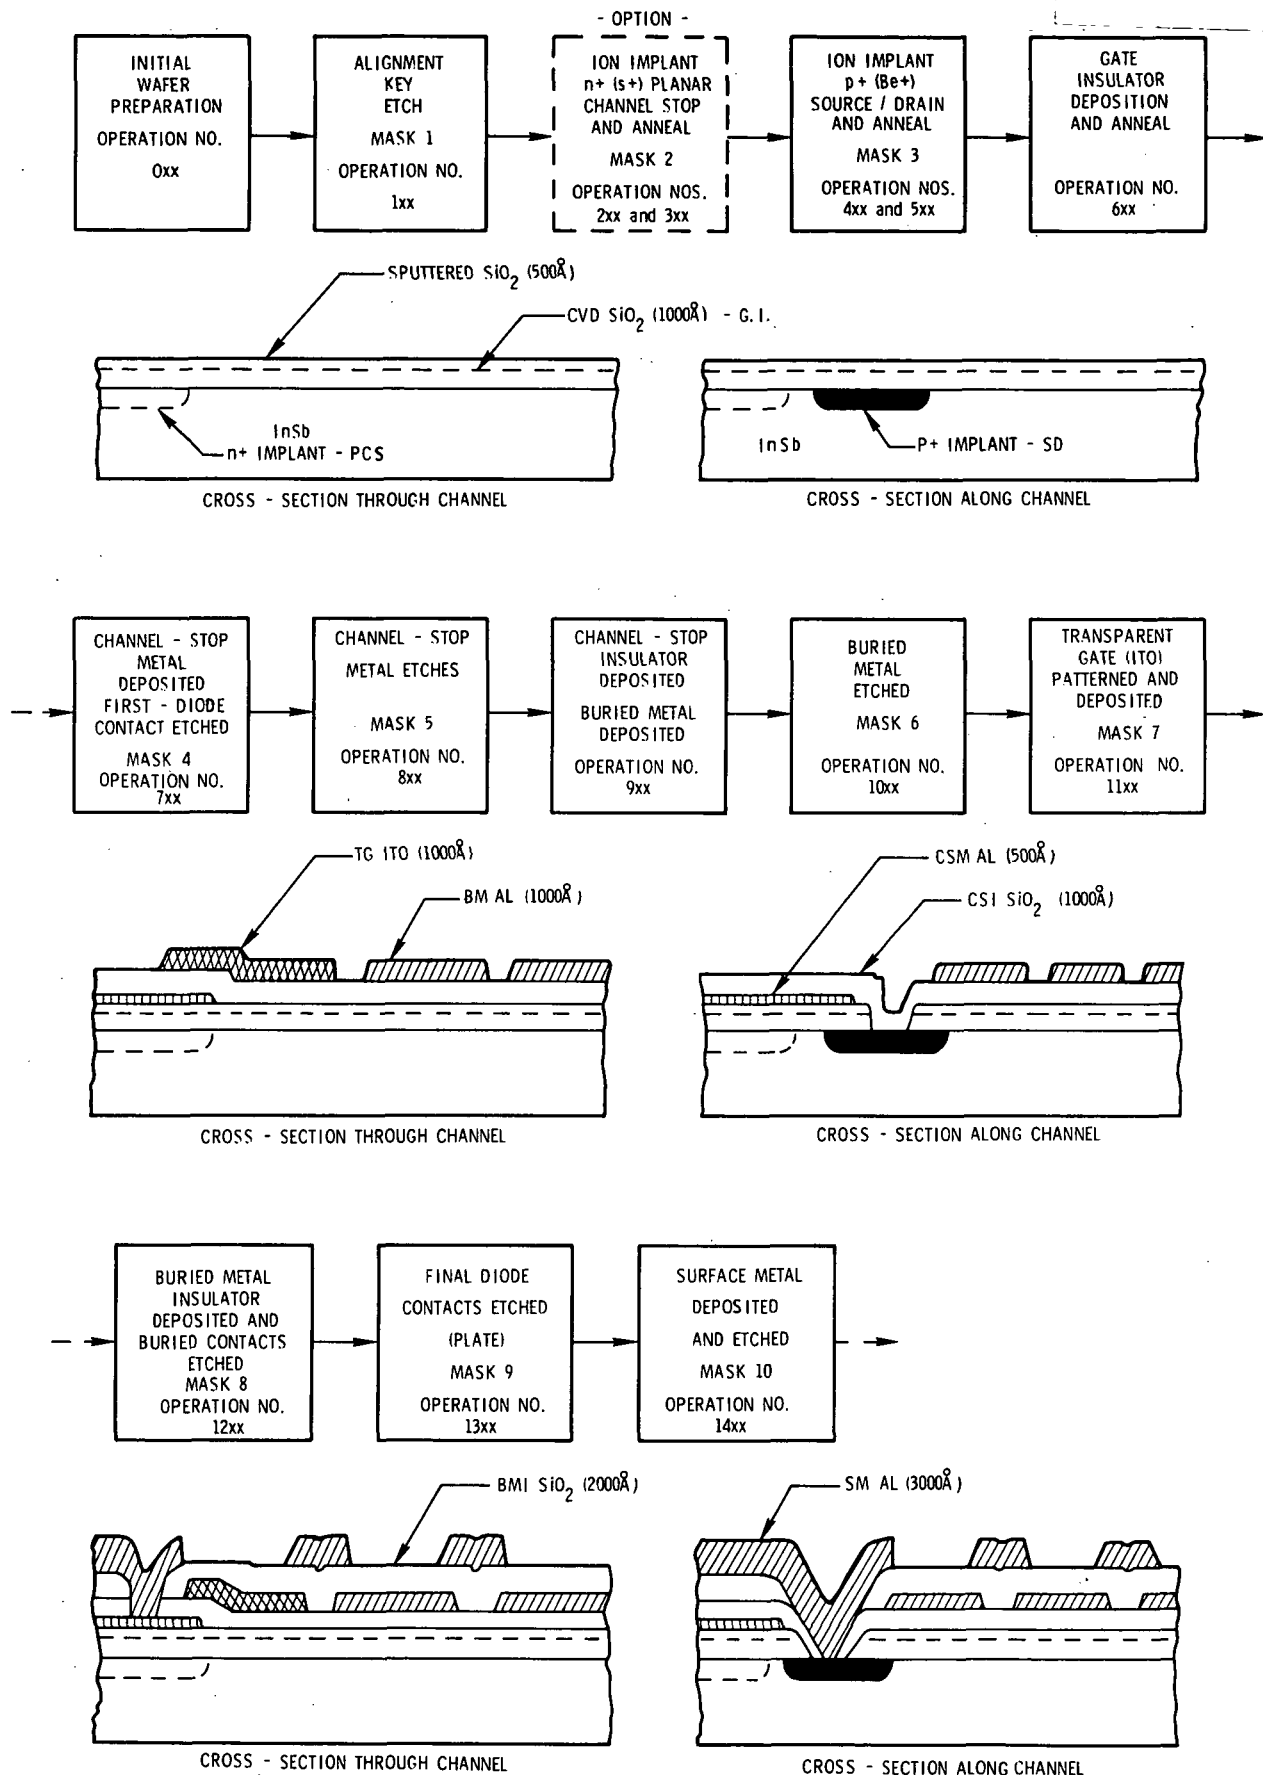 - OPTION -
INITIAL
WAFER
PREPARATION
OPERATION NO.
0xx
ALIGNMENT
KEY
ETCH
MASK 1
OPERATION NO.
1xx
ION IMPLANT
n+ (s+) PLANAR
CHANNEL STOP
AND ANNEAL
MASK 2
OPERATION NOS.
2xx and 3xx
ION IMPLANT
p+ (Be+)
SOURCE / DRAIN
AND ANNEAL
MASK 3
OPERATION NOS.
4xx and 5xx
GATE
INSULATOR
DEPOSITION
AND ANNEAL
OPERATION NO.
6xx
SPUTTERED SiO2 (500Å)
CVD SiO2 (1000Å) - G.I.
InSb
n+ IMPLANT - PCS
CROSS - SECTION THROUGH CHANNEL
InSb
P+ IMPLANT - SD
CROSS - SECTION ALONG CHANNEL
CHANNEL - STOP
METAL
DEPOSITED
FIRST - DIODE
CONTACT ETCHED
MASK 4
OPERATION NO.
7xx
CHANNEL - STOP
METAL ETCHES
MASK 5
OPERATION NO.
8xx
CHANNEL - STOP
INSULATOR
DEPOSITED
BURIED METAL
DEPOSITED
OPERATION NO.
9xx
BURIED
METAL
ETCHED
MASK 6
OPERATION NO.
10xx
TRANSPARENT
GATE (ITO)
PATTERNED AND
DEPOSITED
MASK 7
OPERATION NO.
11xx
TG ITO (1000Å)
BM AL (1000Å)
CROSS - SECTION THROUGH CHANNEL
CSM AL (500Å)
CSI SiO2 (1000Å)
CROSS - SECTION ALONG CHANNEL
BURIED METAL
INSULATOR
DEPOSITED AND
BURIED CONTACTS
ETCHED
MASK 8
OPERATION NO.
12xx
FINAL DIODE
CONTACTS ETCHED
(PLATE)
MASK 9
OPERATION NO.
13xx
SURFACE METAL
DEPOSITED
AND ETCHED
MASK 10
OPERATION NO.
14xx
BMI SiO2 (2000Å)
CROSS - SECTION THROUGH CHANNEL
SM AL (3000Å)
CROSS - SECTION ALONG CHANNEL